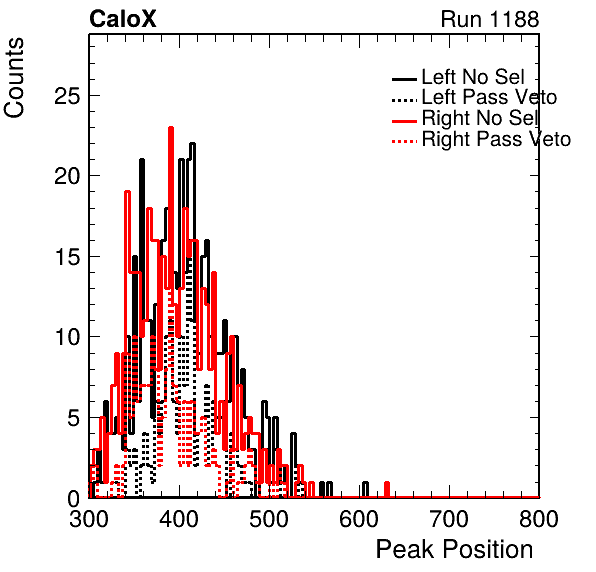 CaloX Run 1188
Counts
Left No Sel
Left Pass Veto
Right No Sel
Right Pass Veto
25
20
15
10
5
0
300 400 500 600 700 800
Peak Position